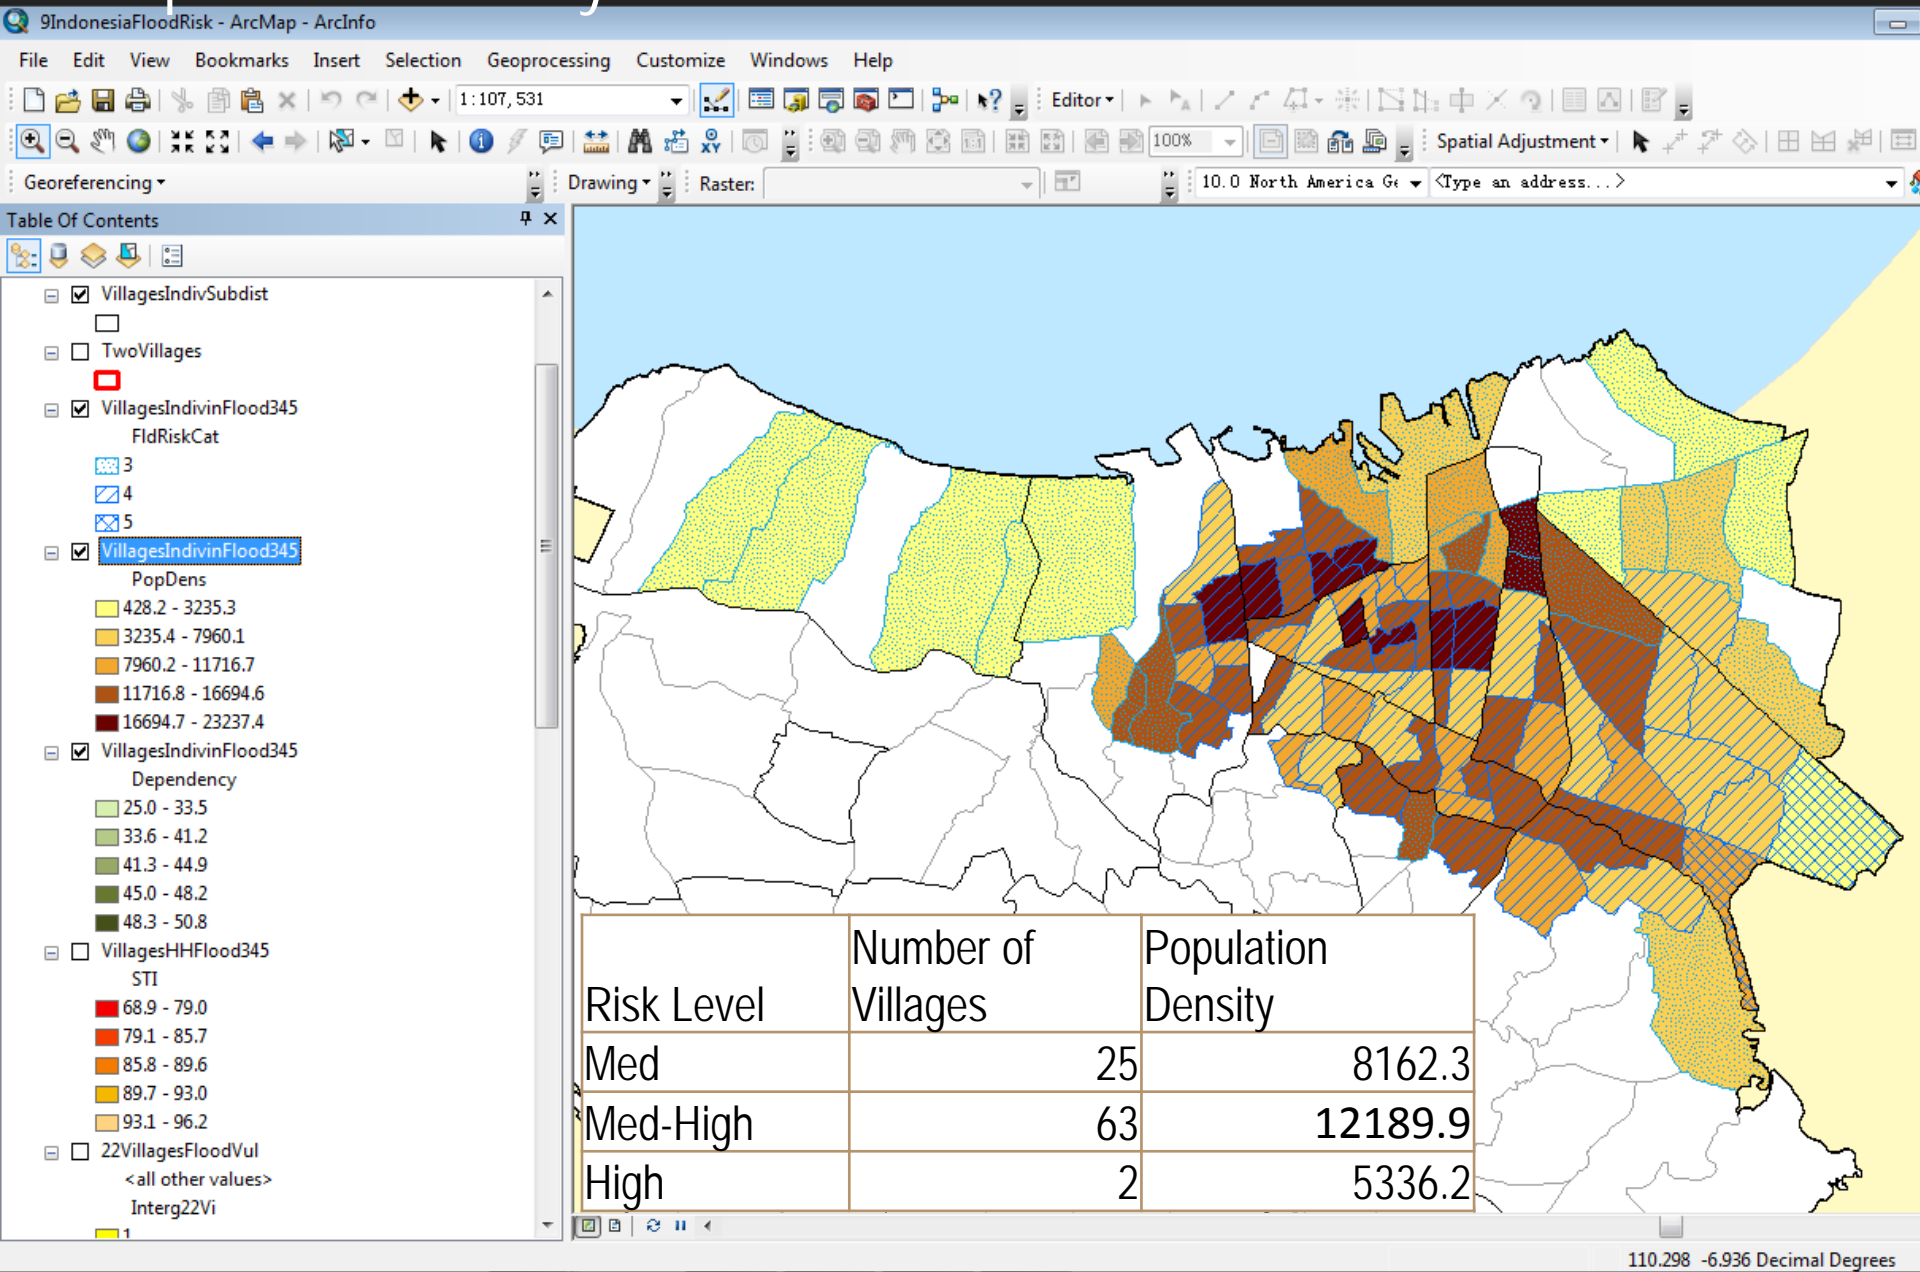 9IndonesiaFloodRisk - ArcMap - ArcInfo
File Edit View Bookmarks Insert Selection Geoprocessing Customize Windows Help
1:107,531
Editor
100%
Spatial Adjustment
Georeferencing
Drawing
Raster:
10.0 North America Ge
<Type an address...>
Table Of Contents
VillagesIndivSubdist
TwoVillages
VillagesIndivinFlood345
FldRiskCat
3
4
5
VillagesIndivinFlood345
PopDens
428.2 - 3235.3
3235.4 - 7960.1
7960.2 - 11716.7
11716.8 - 16694.6
16694.7 - 23237.4
VillagesIndivinFlood345
Dependency
25.0 - 33.5
33.6 - 41.2
41.3 - 44.9
45.0 - 48.2
48.3 - 50.8
VillagesHHFlood345
STI
68.9 - 79.0
79.1 - 85.7
85.8 - 89.6
89.7 - 93.0
93.1 - 96.2
22VillagesFloodVul
<all other values>
Interg22Vi
1
Number of Population
Risk Level Villages Density
Med 25 8162.3
Med-High 63 12189.9
High 2 5336.2
110.298 -6.936 Decimal Degrees